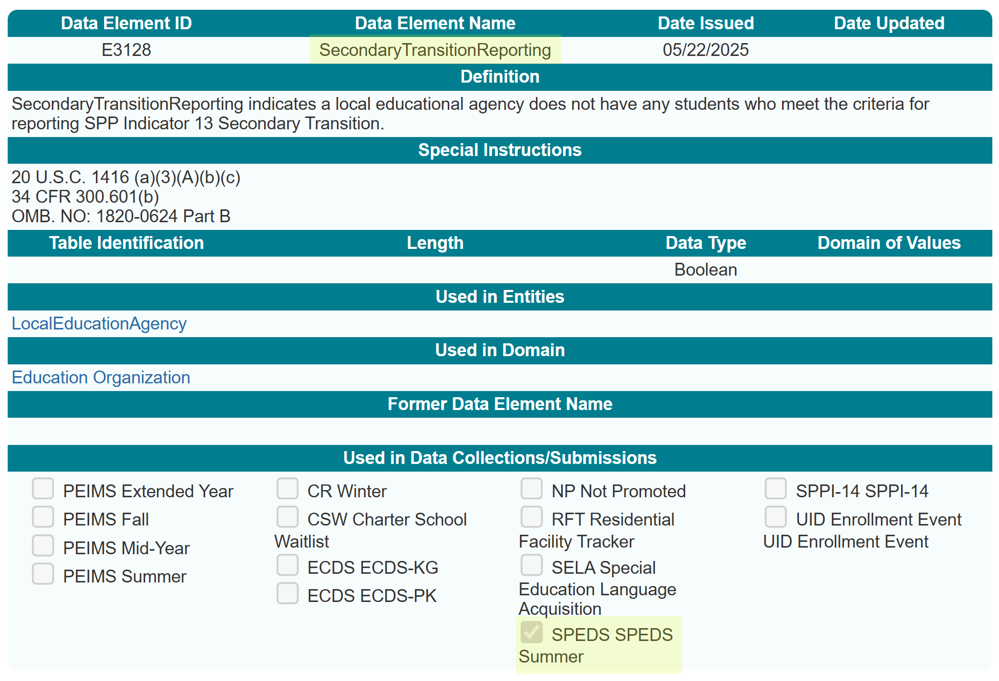 Data Element ID Data Element Name Date Issued Date Updated
E3128 SecondaryTransitionReporting 05/22/2025
Definition
SecondaryTransitionReporting indicates a local educational agency does not have any students who meet the criteria for
reporting SPP Indicator 13 Secondary Transition.
Special Instructions
20 U.S.C. 1416 (a)(3)(A)(b)(c)
34 CFR 300.601(b)
OMB. NO: 1820-0624 Part B
Table Identification Length Data Type Domain of Values
Boolean
Used in Entities
LocalEducationAgency
Used in Domain
Education Organization
Former Data Element Name
Used in Data Collections/Submissions
PEIMS Extended Year
PEIMS Fall
PEIMS Mid-Year
PEIMS Summer
CR Winter
CSW Charter School
Waitlist
ECDS ECDS-KG
ECDS ECDS-PK
NP Not Promoted
RFT Residential
Facility Tracker
SELA Special
Education Language
Acquisition
SPEDS SPEDS
Summer
SPPI-14 SPPI-14
UID Enrollment Event
UID Enrollment Event